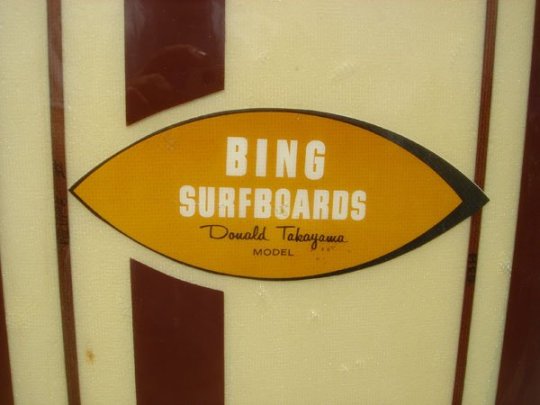 BING
SURFBOARDS
Donald Takayama
MODEL